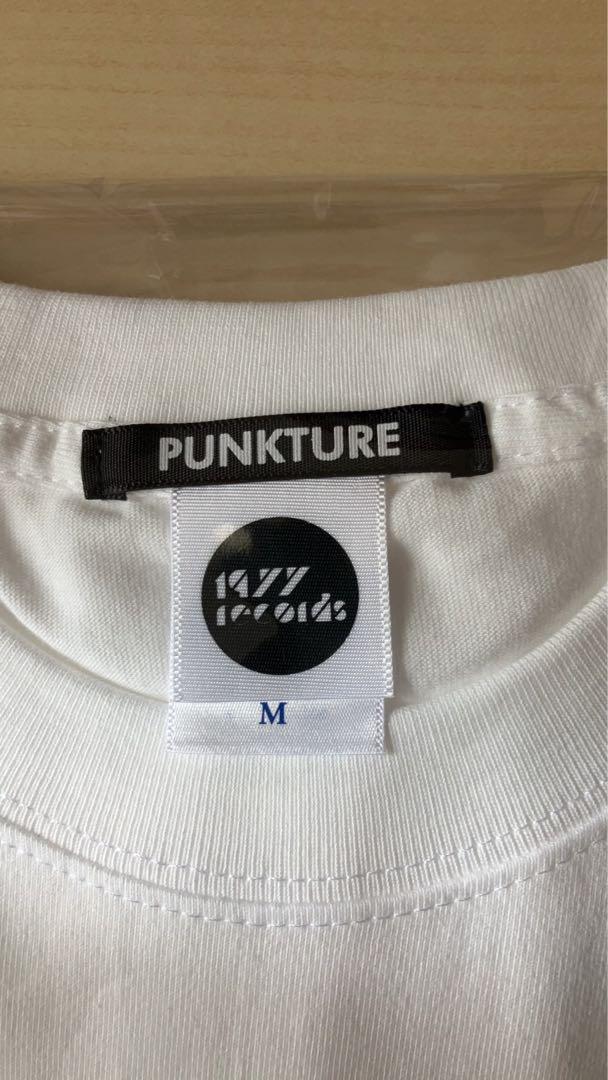 PUNKTURE
1977
records
M